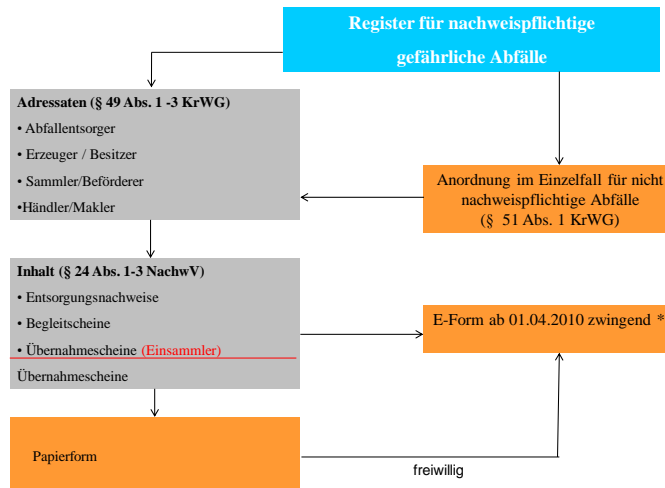 Register für nachweispflichtige
gefährliche Abfälle
Adressaten (§ 49 Abs. 1 -3 KrWG)
• Abfallentsorger
• Erzeuger / Besitzer
• Sammler/Beförderer
•Händler/Makler
Anordnung im Einzelfall für nicht
nachweispflichtige Abfälle
(§ 51 Abs. 1 KrWG)
Inhalt (§ 24 Abs. 1-3 NachwV)
• Entsorgungsnachweise
• Begleitscheine
• Übernahmescheine (Einsammler)
Übernahmescheine
E-Form ab 01.04.2010 zwingend *
Papierform
freiwillig